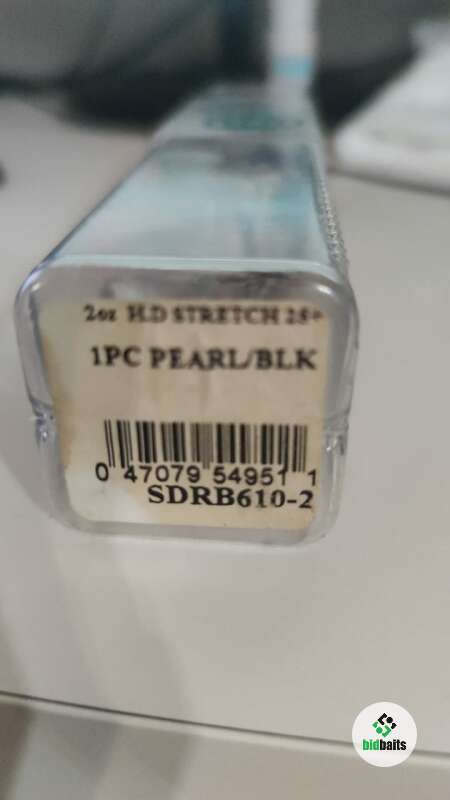 2oz H.D STRETCH 25+
1PC PEARL/BLK
0 47079 54951 1
SDRB610-2
bidbaits